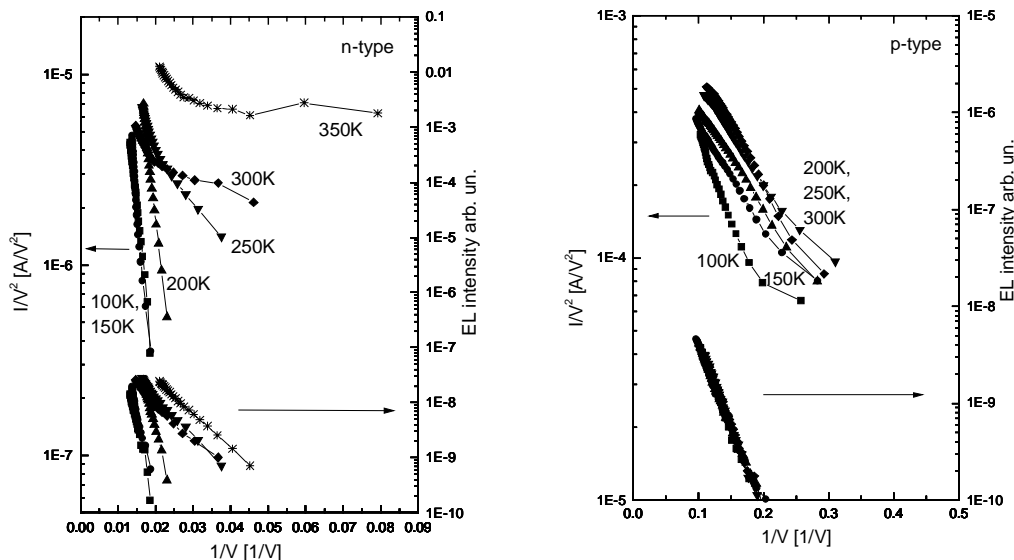 n-type
I/V² [A/V²]
1E-5
1E-6
1E-7
350K
300K
250K
200K
100K,
150K
0.1
0.01
1E-3
1E-4
1E-5
1E-6
1E-7
1E-8
1E-9
1E-10
EL intensity arb. un.
0.00 0.01 0.02 0.03 0.04 0.05 0.06 0.07 0.08 0.09
1/V [1/V]
p-type
I/V² [A/V²]
1E-3
1E-4
1E-5
200K,
250K,
300K
100K
150K
1E-5
1E-6
1E-7
1E-8
1E-9
1E-10
EL intensity arb. un.
0.0 0.1 0.2 0.3 0.4 0.5
1/V [1/V]